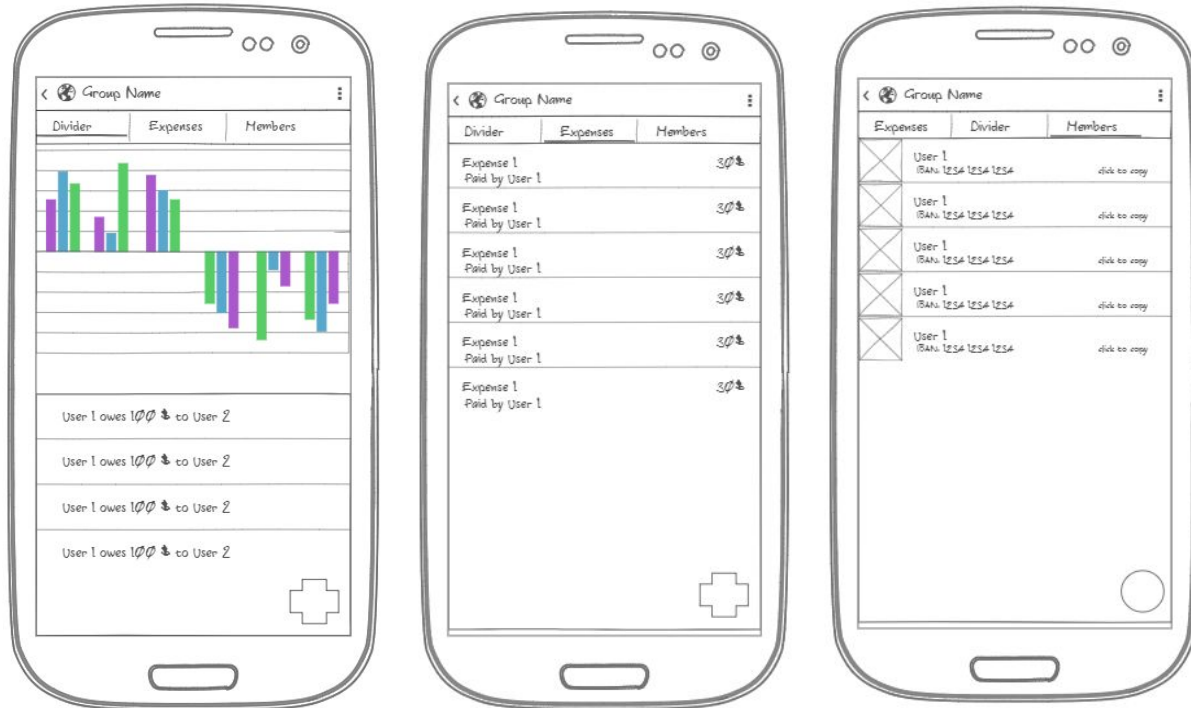 Group Name
Divider Expenses Members
User 1 owes 100 $ to User 2
User 1 owes 100 $ to User 2
User 1 owes 100 $ to User 2
User 1 owes 100 $ to User 2
Group Name
Divider Expenses Members
Expense 1 30$
Paid by User 1
Expense 1 30$
Paid by User 1
Expense 1 30$
Paid by User 1
Expense 1 30$
Paid by User 1
Expense 1 30$
Paid by User 1
Expense 1 30$
Paid by User 1
Group Name
Expenses Divider Members
User 1
IBAN: 1234 1234 1234 click to copy
User 1
IBAN: 1234 1234 1234 click to copy
User 1
IBAN: 1234 1234 1234 click to copy
User 1
IBAN: 1234 1234 1234 click to copy
User 1
IBAN: 1234 1234 1234 click to copy